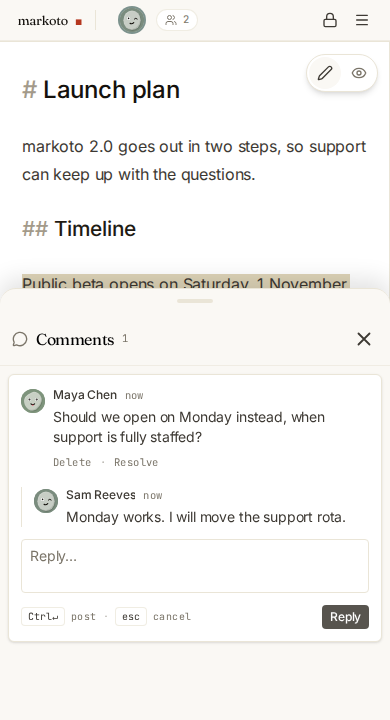 markoto
2
# Launch plan
markoto 2.0 goes out in two steps, so support
can keep up with the questions.
## Timeline
Public beta opens on Saturday, 1 November
Comments 1
Maya Chen now
Should we open on Monday instead, when
support is fully staffed?
Delete · Resolve
Sam Reeves now
Monday works. I will move the support rota.
Reply...
Ctrl↵ post · esc cancel
Reply